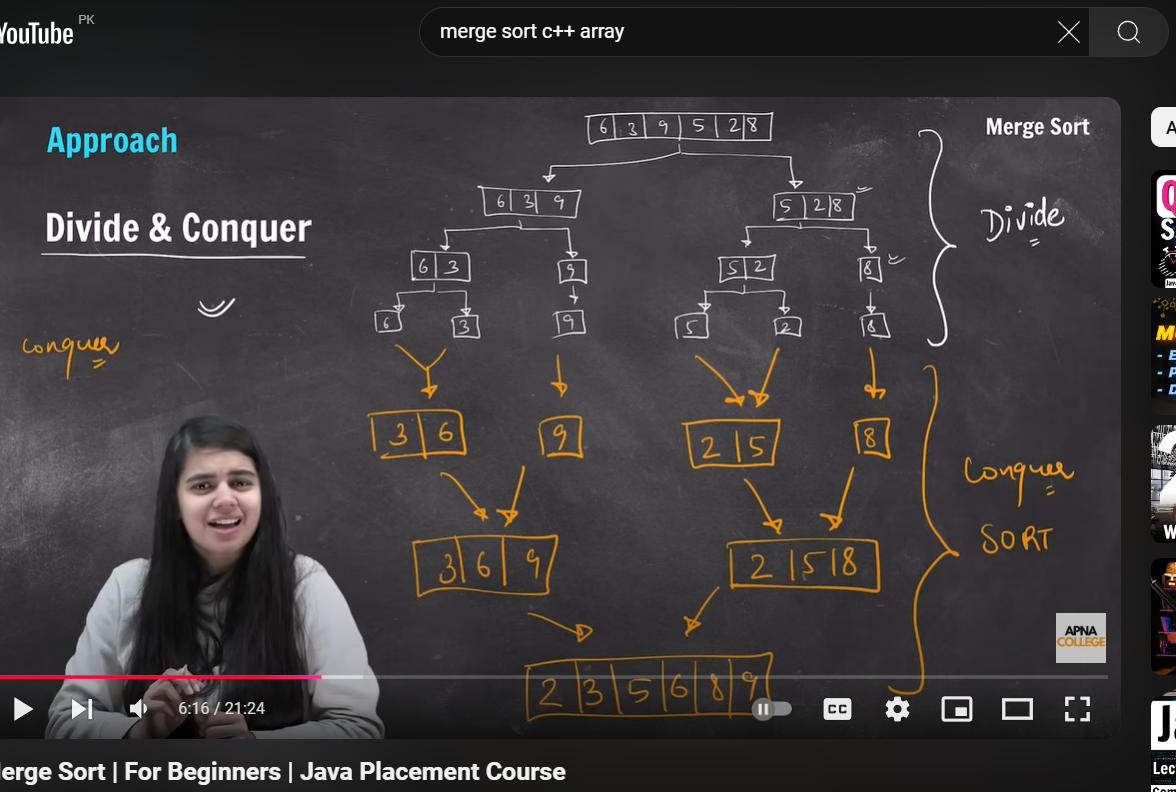 YouTube PK
merge sort c++ array
Approach
Merge Sort
6 3 9 5 2 8
Divide & Conquer
6 3 9
5 2 8
Divide
6 3
9
5 2
8
6
3
9
5
2
8
conquer
3 6
9
2 5
8
Conquer
SORT
3 6 9
2 5 8
APNA
COLLEGE
2 3 5 6 8 9
6:16 / 21:24
CC
erge Sort | For Beginners | Java Placement Course
Lec